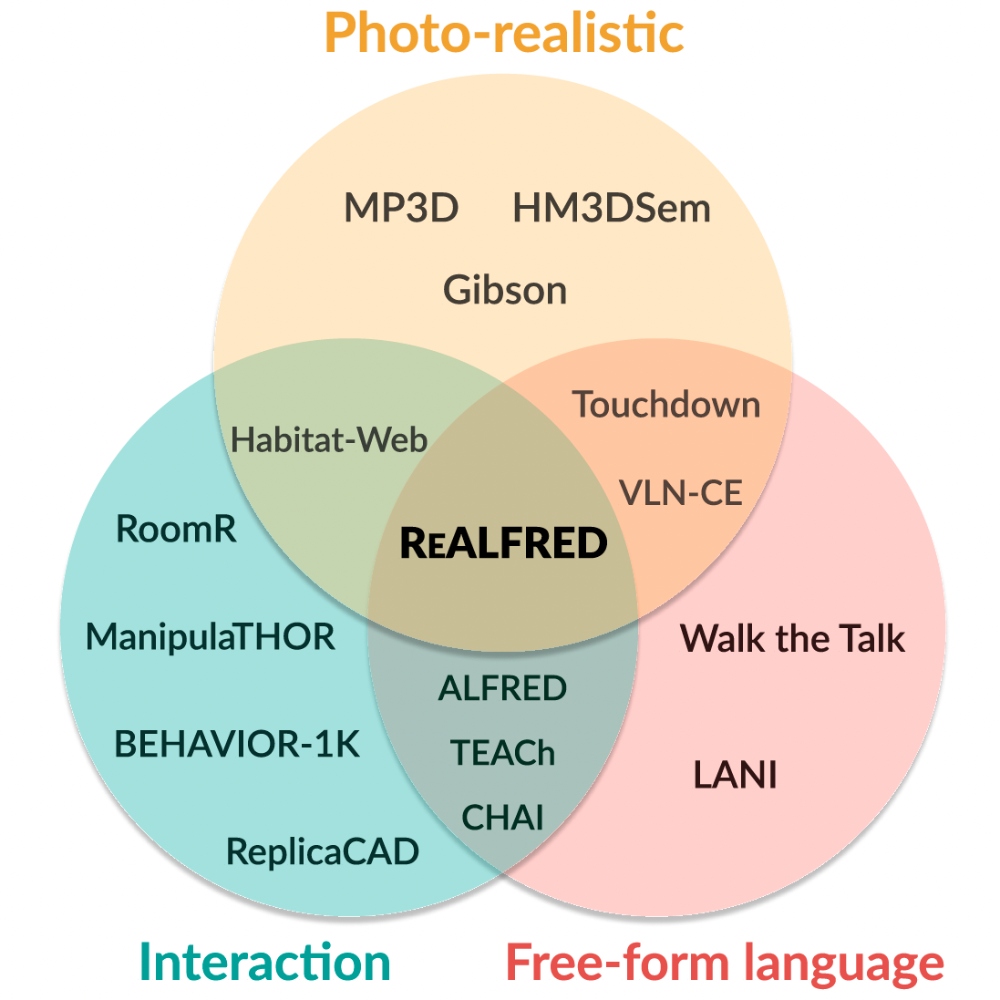 Photo-realistic
MP3D HM3DSem
Gibson
Touchdown
Habitat-Web
VLN-CE
RoomR
REALFRED
ManipulaTHOR
Walk the Talk
ALFRED
BEHAVIOR-1K
TEACh
LANI
CHAI
ReplicaCAD
Interaction
Free-form language